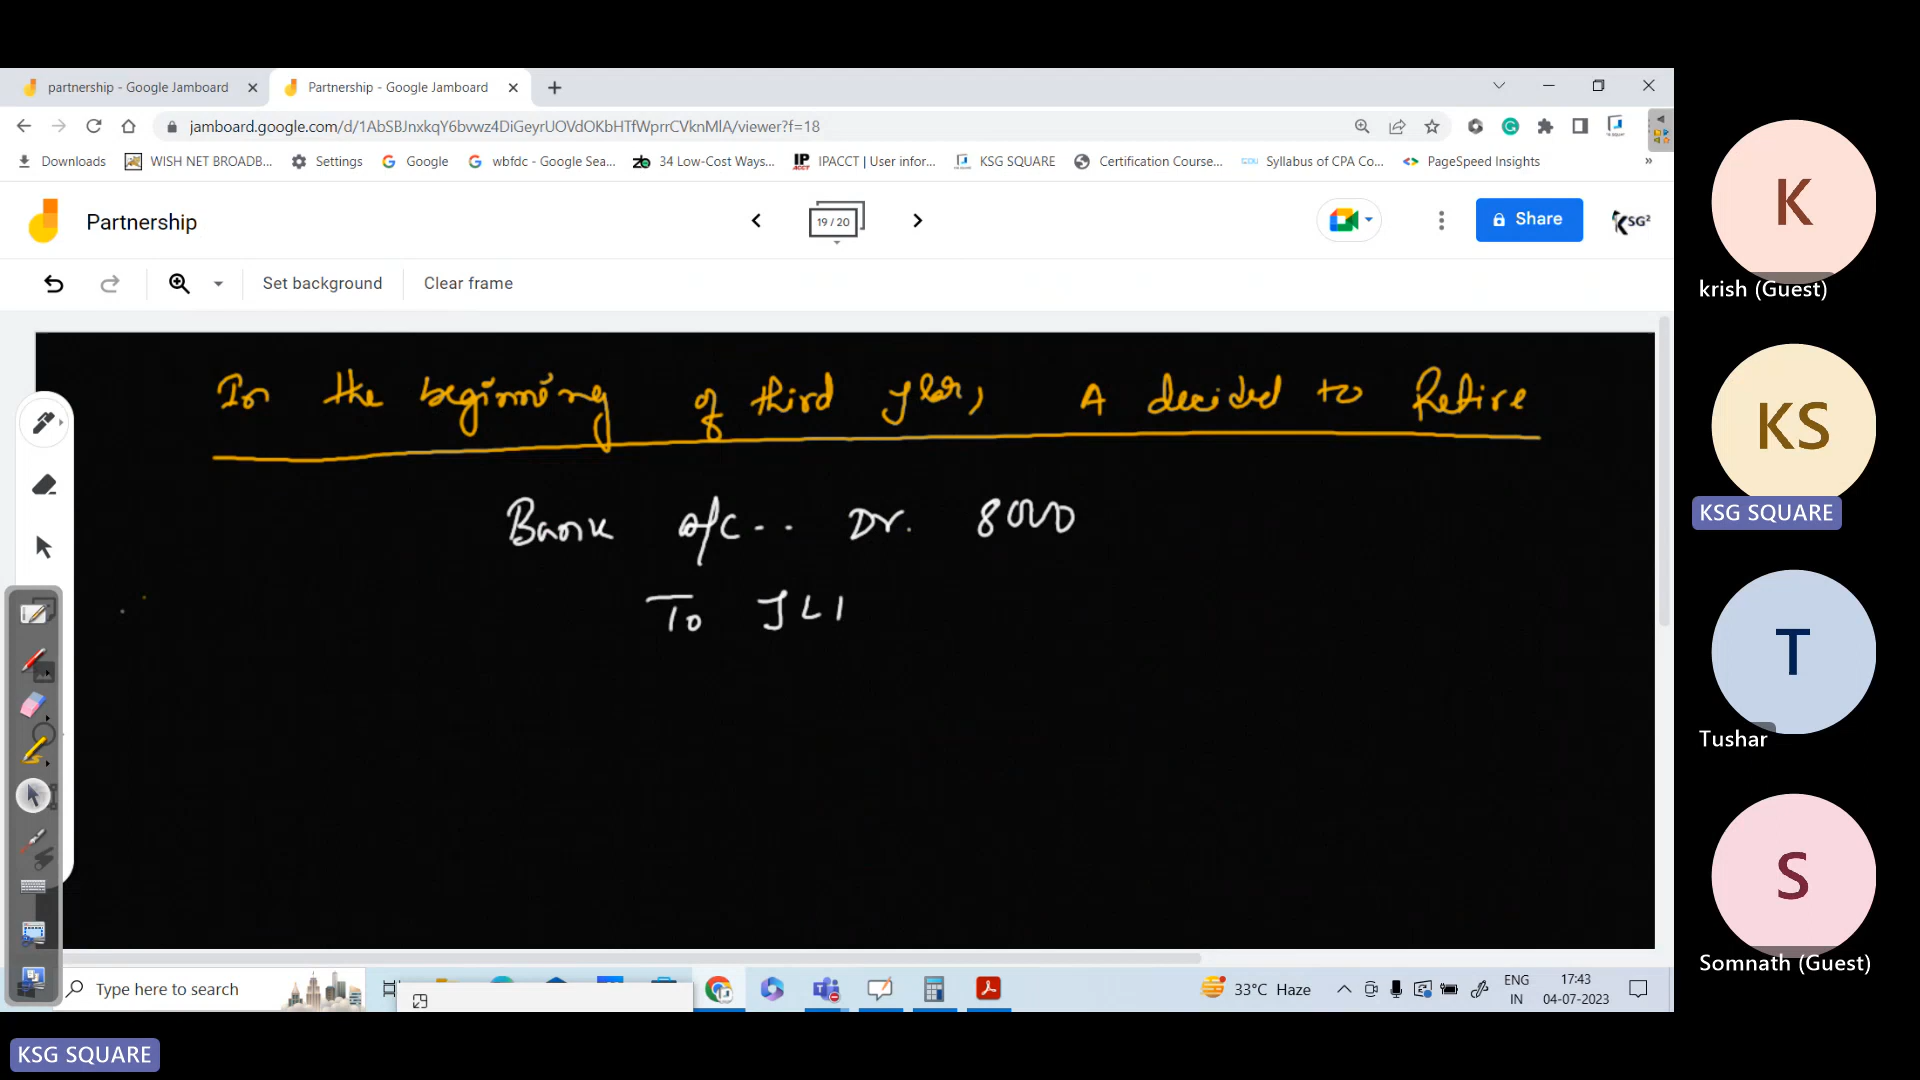 partnership - Google Jamboard
Partnership - Google Jamboard
jamboard.google.com/d/1AbSBJnxkqY6bvwz4DiGeyrUOVdOKbHTfWprrCVknMlA/viewer?f=18
Downloads WISH NET BROADB... Settings Google wbfdc - Google Sea... 34 Low-Cost Ways... IPACCT | User infor... KSG SQUARE Certification Course... Syllabus of CPA Co... PageSpeed Insights »
Partnership 19 / 20 Share KSG²
Set background Clear frame
In the beginning of third year, A decided to Retire
Bank a/c -- Dr. 8000
To JLI
Type here to search
33°C Haze
ENG
IN
17:43
04-07-2023
K
krish (Guest)
KS
KSG SQUARE
T
Tushar
S
Somnath (Guest)
KSG SQUARE